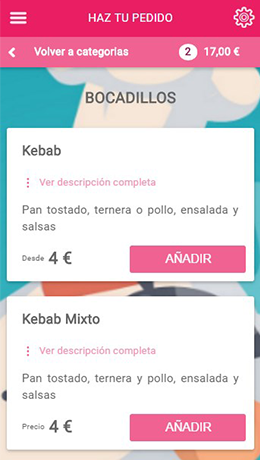 HAZ TU PEDIDO
Volver a categorías 2 17,00 €
BOCADILLOS
Kebab
Ver descripción completa
Pan tostado, ternera o pollo, ensalada y
salsas
Desde 4 € AÑADIR
Kebab Mixto
Ver descripción completa
Pan tostado, ternera y pollo, ensalada y
salsas
Precio 4 € AÑADIR